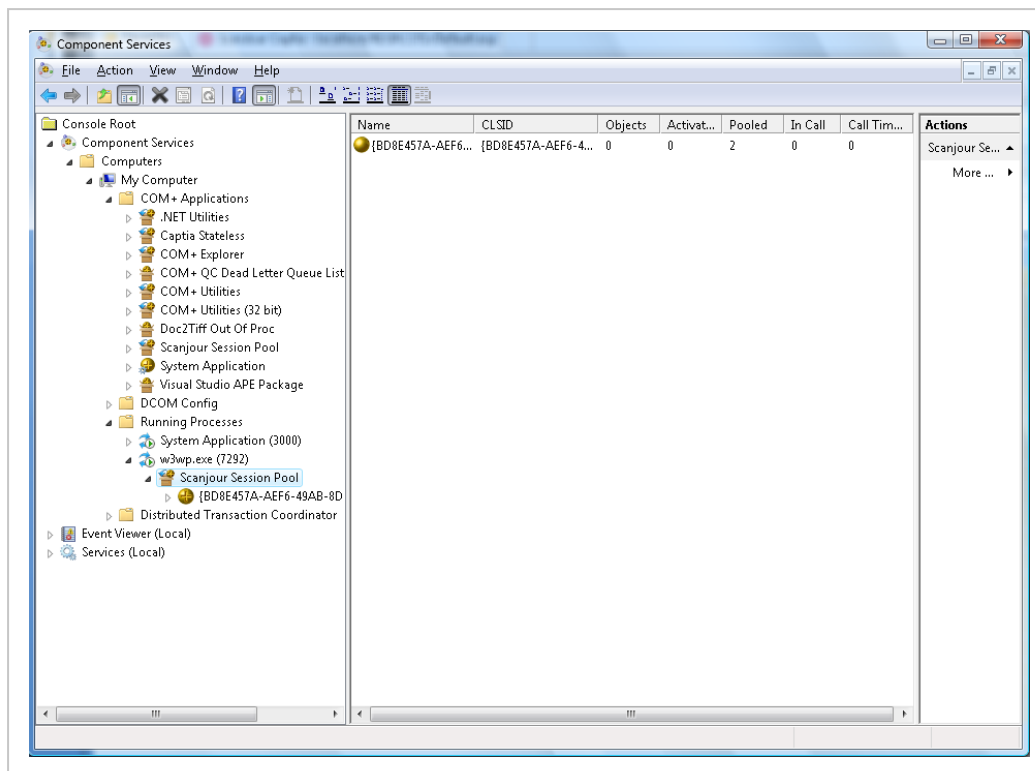 Component Services
File Action View Window Help
Console Root
Component Services
Computers
My Computer
COM+ Applications
.NET Utilities
Captia Stateless
COM+ Explorer
COM+ QC Dead Letter Queue List
COM+ Utilities
COM+ Utilities (32 bit)
Doc2Tiff Out Of Proc
Scanjour Session Pool
System Application
Visual Studio APE Package
DCOM Config
Running Processes
System Application (3000)
w3wp.exe (7292)
Scanjour Session Pool
{BD8E457A-AEF6-49AB-8D
Distributed Transaction Coordinator
Event Viewer (Local)
Services (Local)
Name CLSID Objects Activat... Pooled In Call Call Tim...
{BD8E457A-AEF6... {BD8E457A-AEF6-4... 0 0 2 0 0
Actions
Scanjour Se...
More ...